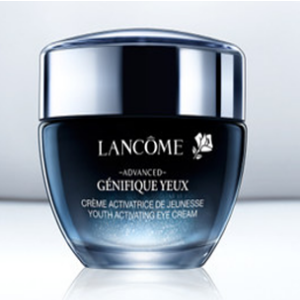 LANCÔME
ADVANCED
GÉNIFIQUE YEUX
CRÈME ACTIVATRICE DE JEUNESSE
YOUTH ACTIVATING EYE CREAM